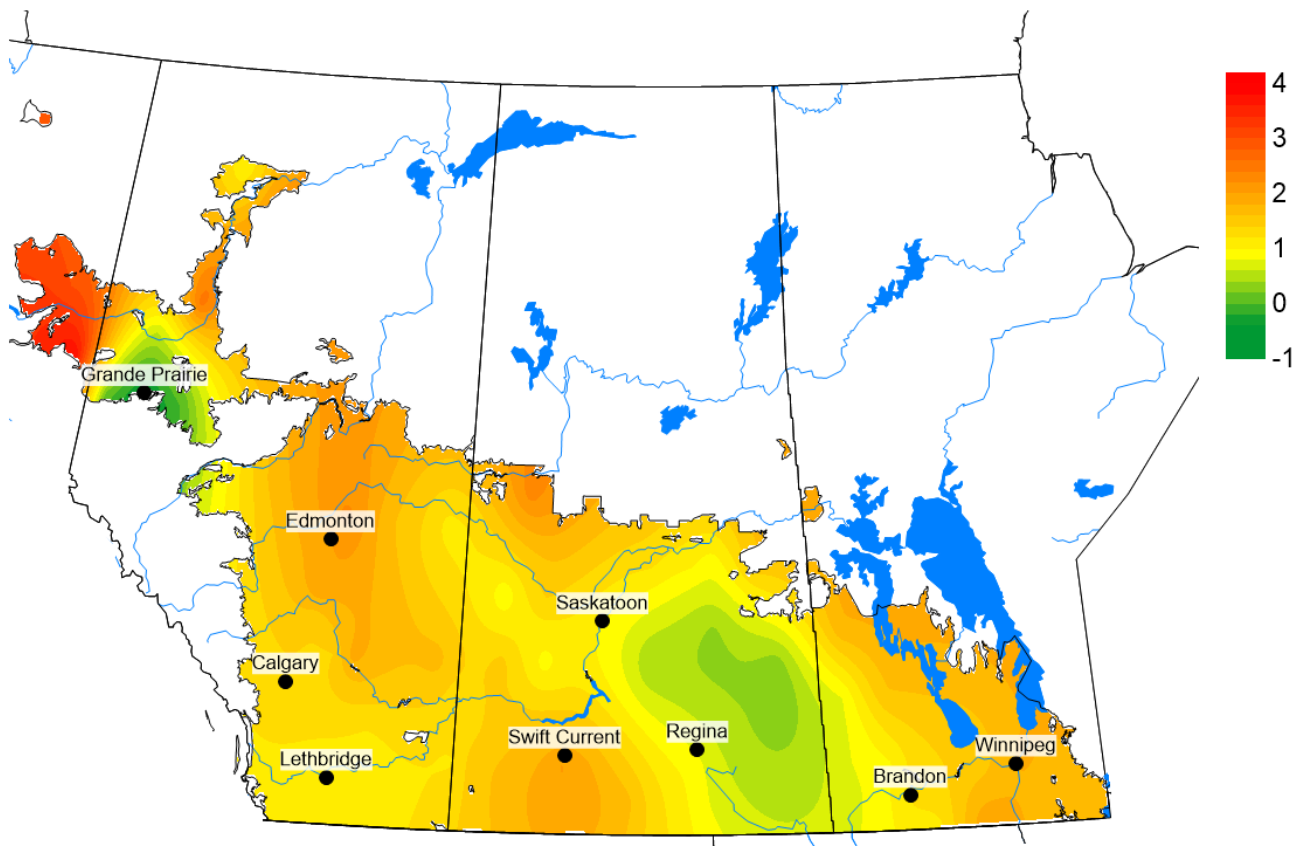 4
3
2
1
0
-1
Grande Prairie
Edmonton
Saskatoon
Calgary
Regina
Swift Current
Winnipeg
Lethbridge
Brandon